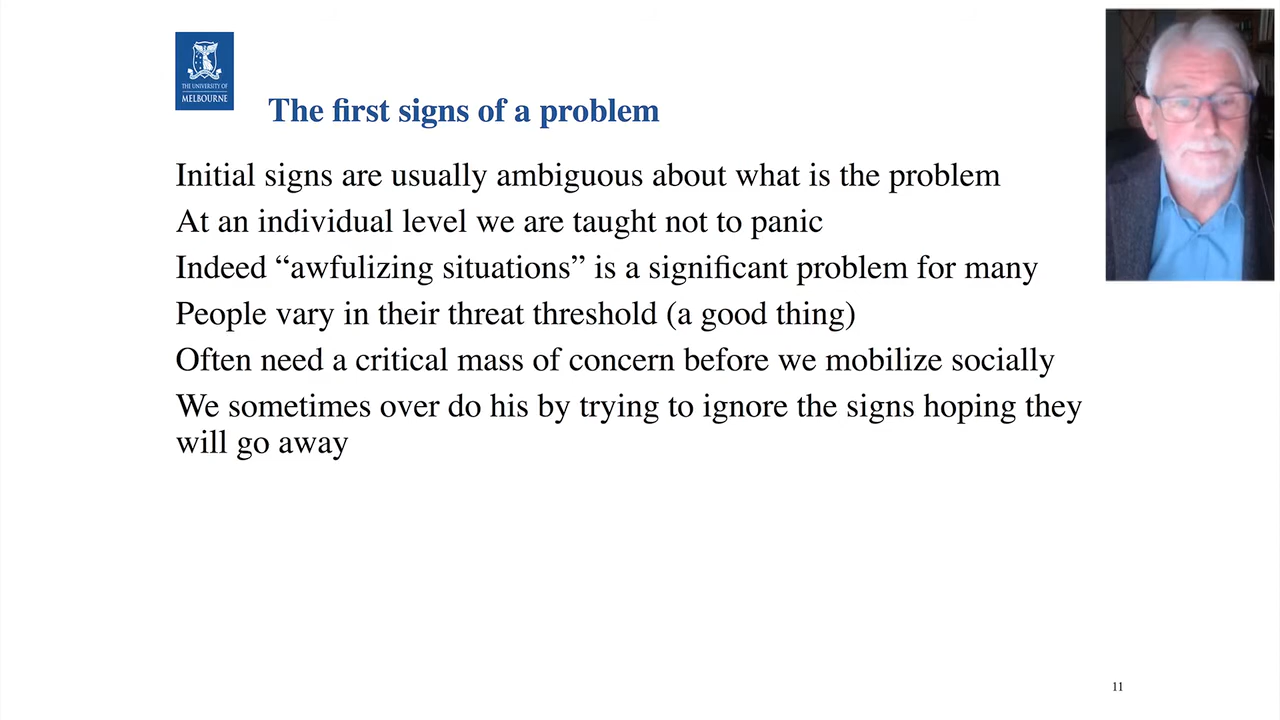 THE UNIVERSITY OF
MELBOURNE
The first signs of a problem
Initial signs are usually ambiguous about what is the problem
At an individual level we are taught not to panic
Indeed “awfulizing situations” is a significant problem for many
People vary in their threat threshold (a good thing)
Often need a critical mass of concern before we mobilize socially
We sometimes over do his by trying to ignore the signs hoping they
will go away
11